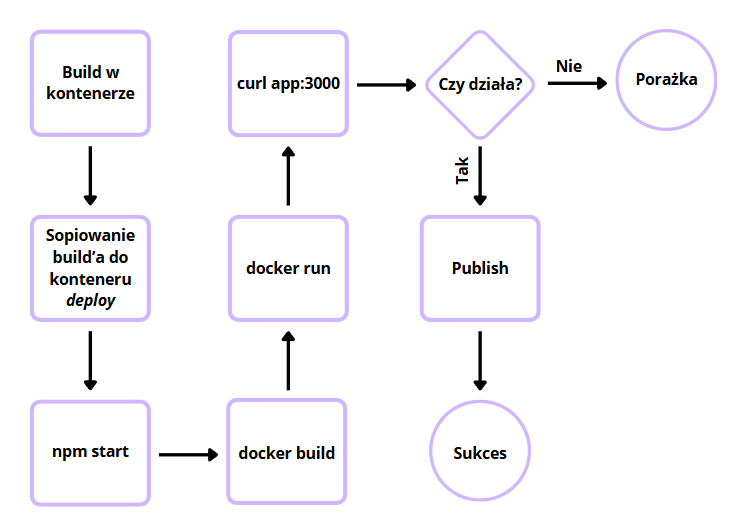 Build w
kontenerze
Sopiowanie
build'a do
konteneru
deploy
npm start
docker build
docker run
curl app:3000
Czy działa?
Nie
Porażka
Tak
Publish
Sukces